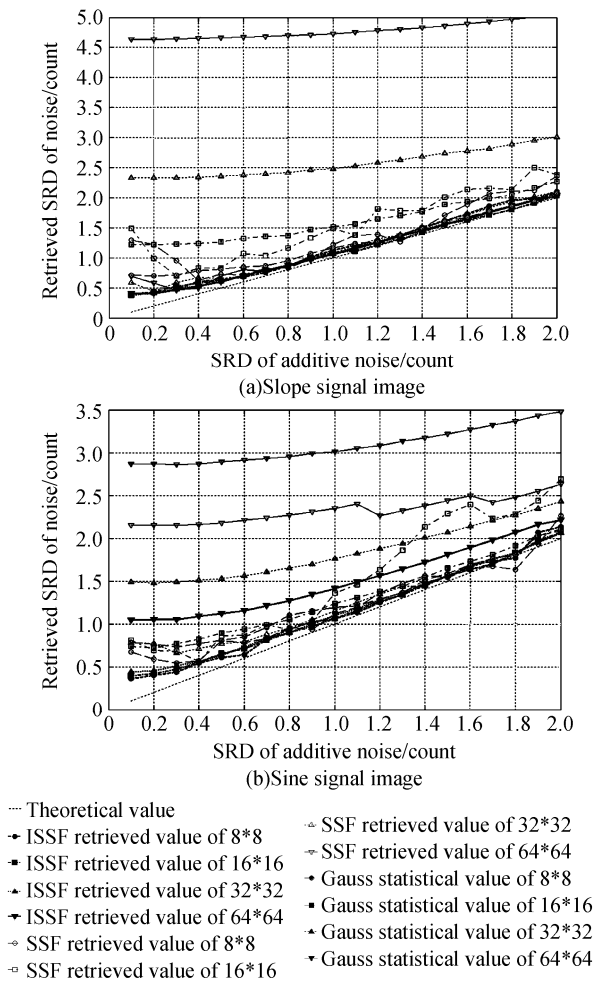 5.0
4.5
4.0
3.5
3.0
2.5
2.0
1.5
1.0
0.5
0
Retrieved SRD of noise/count
0 0.2 0.4 0.6 0.8 1.0 1.2 1.4 1.6 1.8 2.0
SRD of additive noise/count
(a)Slope signal image
3.5
3.0
2.5
2.0
1.5
1.0
0.5
0
Retrieved SRD of noise/count
0 0.2 0.4 0.6 0.8 1.0 1.2 1.4 1.6 1.8 2.0
SRD of additive noise/count
(b)Sine signal image
Theoretical value
ISSF retrieved value of 8*8
ISSF retrieved value of 16*16
ISSF retrieved value of 32*32
ISSF retrieved value of 64*64
SSF retrieved value of 8*8
SSF retrieved value of 16*16
SSF retrieved value of 32*32
SSF retrieved value of 64*64
Gauss statistical value of 8*8
Gauss statistical value of 16*16
Gauss statistical value of 32*32
Gauss statistical value of 64*64